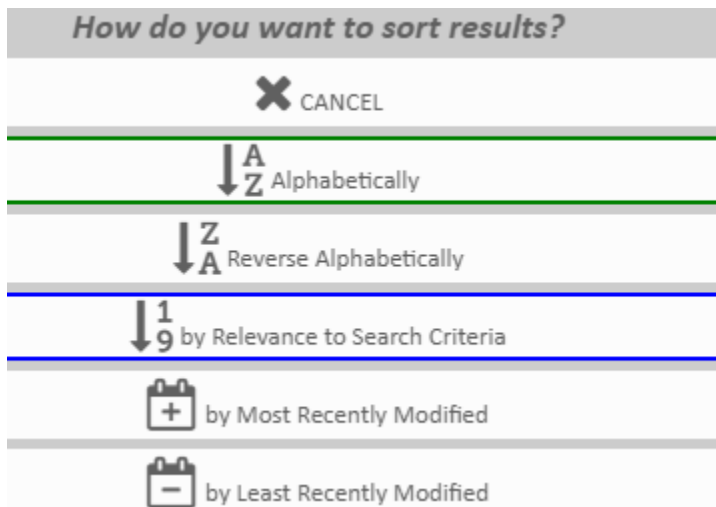 How do you want to sort results?
CANCEL
A
Z Alphabetically
Z
A Reverse Alphabetically
1
9 by Relevance to Search Criteria
by Most Recently Modified
by Least Recently Modified